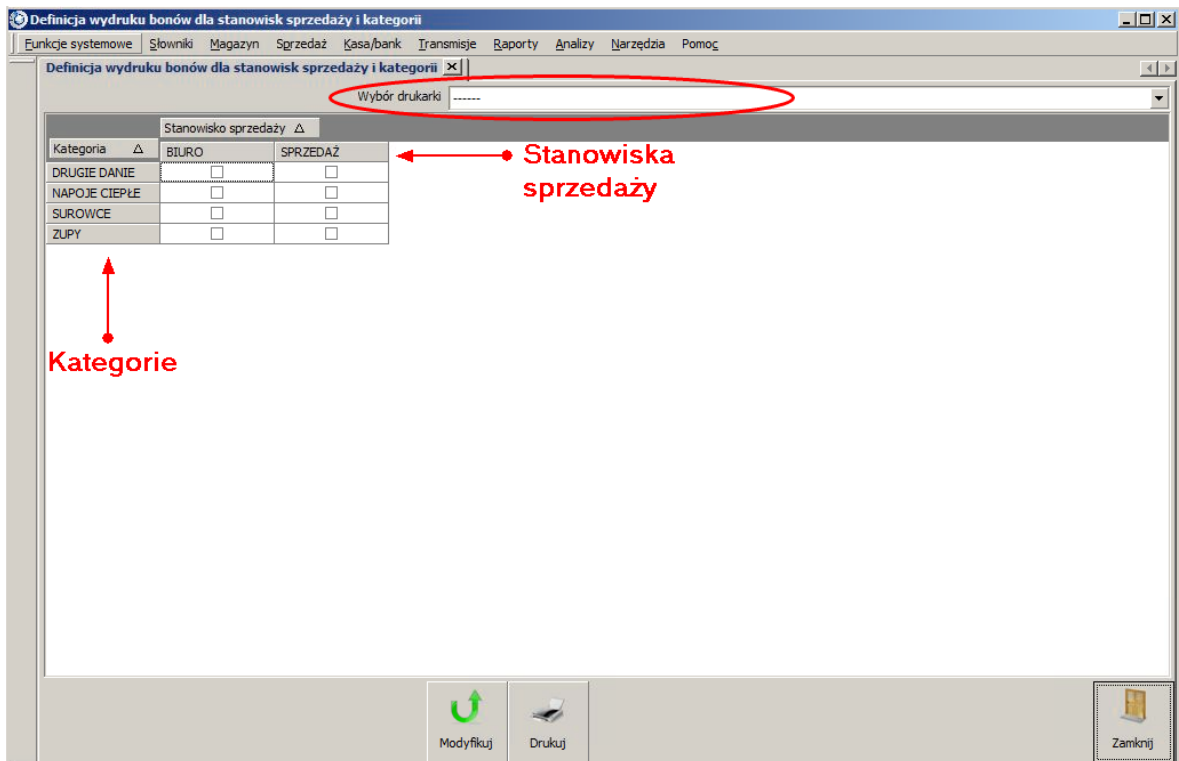 Definicja wydruku bonów dla stanowisk sprzedaży i kategorii
Funkcje systemowe Słowniki Magazyn Sprzedaż Kasa/bank Transmisje Raporty Analizy Narzędzia Pomoc
Definicja wydruku bonów dla stanowisk sprzedaży i kategorii
Wybór drukarki ------
Stanowisko sprzedaży
Kategoria BIURO SPRZEDAŻ
DRUGIE DANIE
NAPOJE CIEPŁE
SUROWCE
ZUPY
Stanowiska
sprzedaży
Kategorie
Modyfikuj Drukuj Zamknij